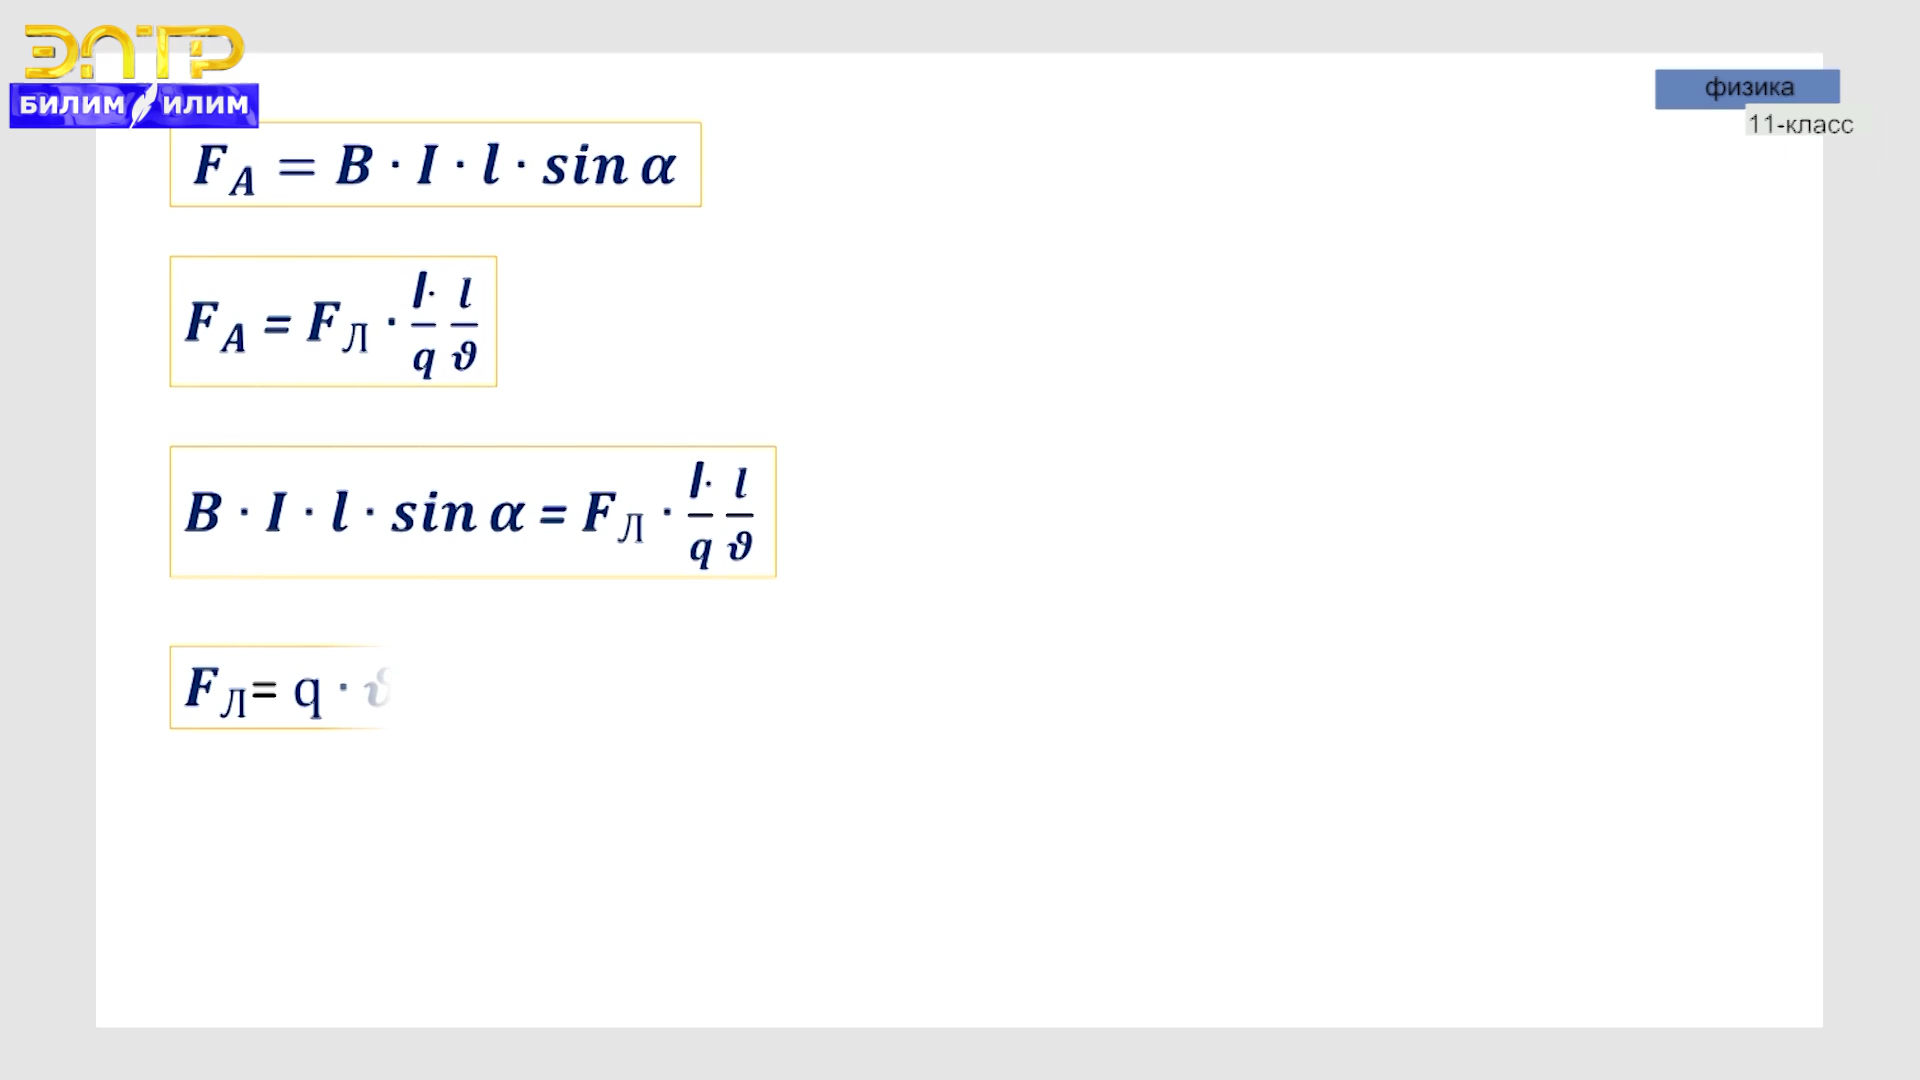 ЭЛТР
БИЛИМ ИЛИМ
физика
11-класс
F_A = B · I · l · sin α
F_A = F_Л · I·/q l/ϑ
B · I · l · sin α = F_Л · I·/q l/ϑ
F_Л= q · ϑ